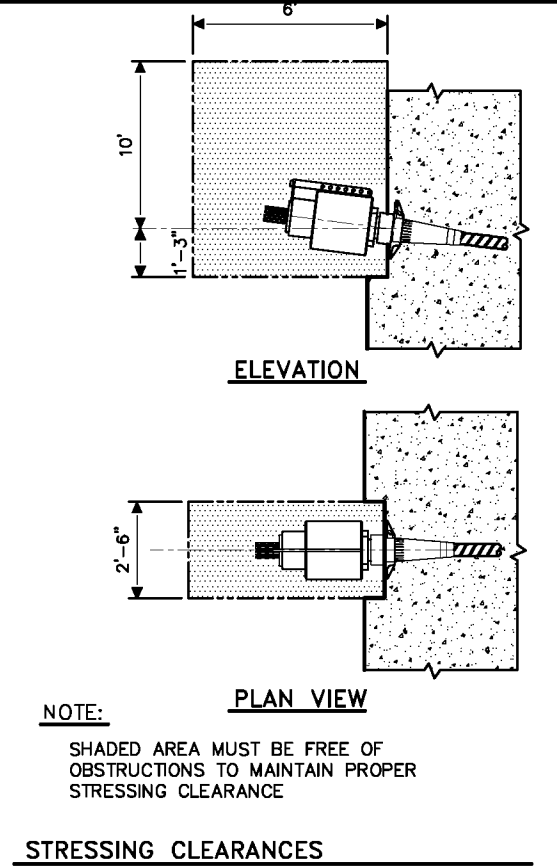 6'
10'
1'-3"
ELEVATION
2'-6"
PLAN VIEW
NOTE:
SHADED AREA MUST BE FREE OF
OBSTRUCTIONS TO MAINTAIN PROPER
STRESSING CLEARANCE
STRESSING CLEARANCES